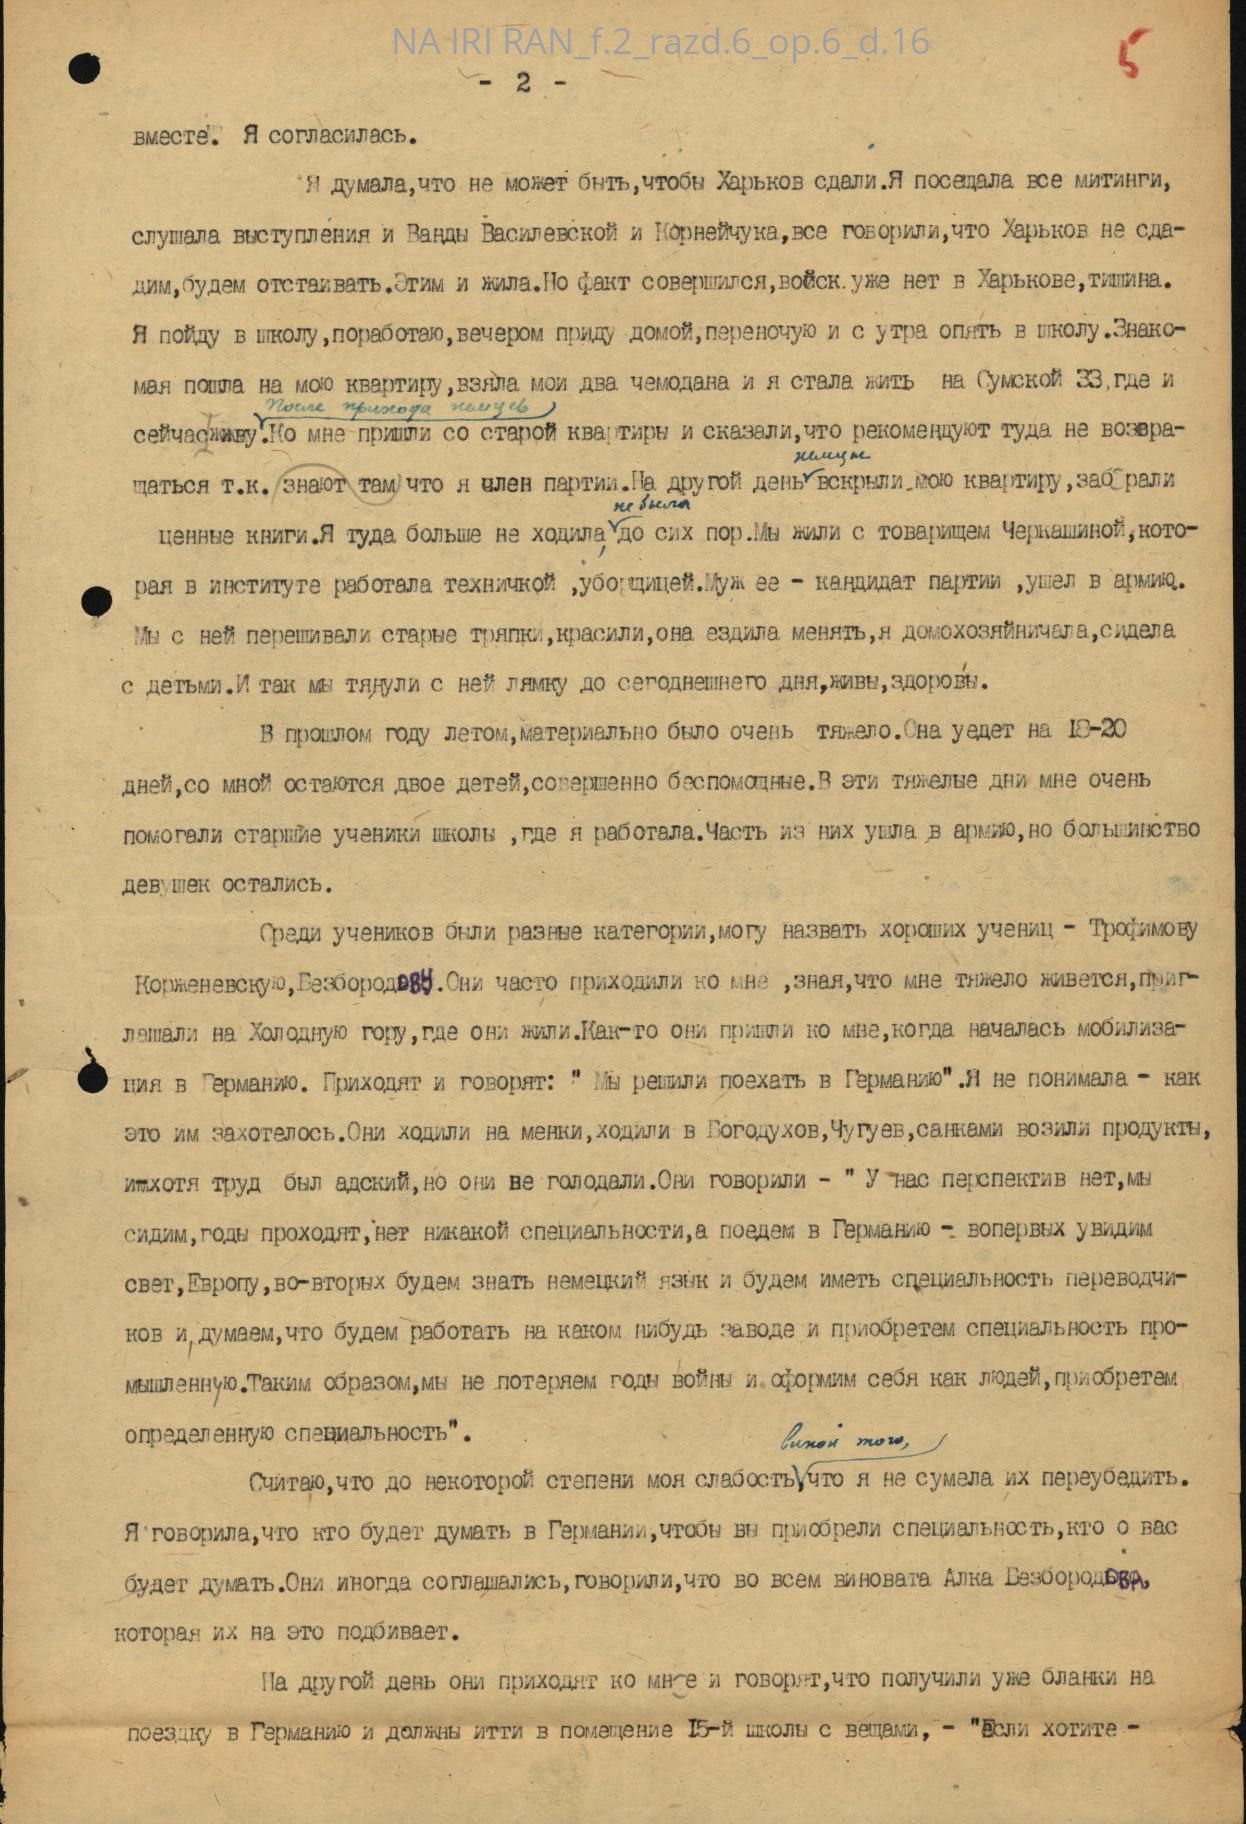 NA IRI RAN_f.2_razd.6_op.6_d.16
5
- 2 -
вместе". Я согласилась.
Я думала,что не может быть,чтобы Харьков сдали.Я посещала все митинги,
слушала выступления и Ванды Василевской и Корнейчука,все говорили,что Харьков не сда-
дим,будем отстаивать.Этим и жила.Но факт совершился,войск уже нет в Харькове,тишина.
Я пойду в школу,поработаю,вечером приду домой,переночую и с утра опять в школу.Знако-
мая пошла на мою квартиру,взяла мои два чемодана и я стала жить на Сумской 33,где и
После прихода немцев
сейчас живу.Ко мне пришли со старой квартиры и сказали,что рекомендуют туда не возвра-
немцы
щаться т.к. знают там что я член партии.На другой день вскрыли мою квартиру,забрали
не была
ценные книги.Я туда больше не ходила, до сих пор.Мы жили с товарищем Черкашиной,кото-
рая в институте работала техничкой ,уборщицей.Муж ее - кандидат партии ,ушел в армию.
Мы с ней перешивали старые тряпки,красили,она ездила менять,я домохозяйничала,сидела
с детьми.И так мы тянули с ней лямку до сегоднешнего дня,живы,здоровы.
В прошлом году летом,материально было очень тяжело.Она уедет на 18-20
дней,со мной остаются двое детей,совершенно беспомощные.В эти тяжелые дни мне очень
помогали старшие ученики школы ,где я работала.Часть из них ушла в армию,но большинство
девушек остались.
Среди учеников были разные категории,могу назвать хороших учениц - Трофимову
Корженевскую,Безбородову.Они часто приходили ко мне ,зная,что мне тяжело живется,приг-
лашали на Холодную гору,где они жили.Как-то они пришли ко мне,когда началась мобилиза-
ция в Германию. Приходят и говорят: " Мы решили поехать в Германию".Я не понимала - как
это им захотелось.Они ходили на менки,ходили в Богодухов,Чугуев,санками возили продукты,
хотя труд был адский,но они не голодали.Они говорили - " У нас перспектив нет,мы
сидим,годы проходят,нет никакой специальности,а поедем в Германию - вопервых увидим
свет,Европу,во-вторых будем знать немецкий язык и будем иметь специальность переводчи-
ков и,думаем,что будем работать на каком нибудь заводе и приобретем специальность про-
мышленную.Таким образом,мы не потеряем годы войны и оформим себя как людей,приобретем
определенную специальность".
виной того,
Считаю,что до некоторой степени моя слабость,что я не сумела их переубедить.
Я говорила,что кто будет думать в Германии,чтобы вы приобрели специальность,кто о вас
будет думать.Они иногда соглашались,говорили,что во всем виновата Алка Безбородова,
которая их на это подбивает.
На другой день они приходят ко мне и говорят,что получили уже бланки на
поездку в Германию и должны итти в помещение 15-й школы с вещами, - "Если хотите -